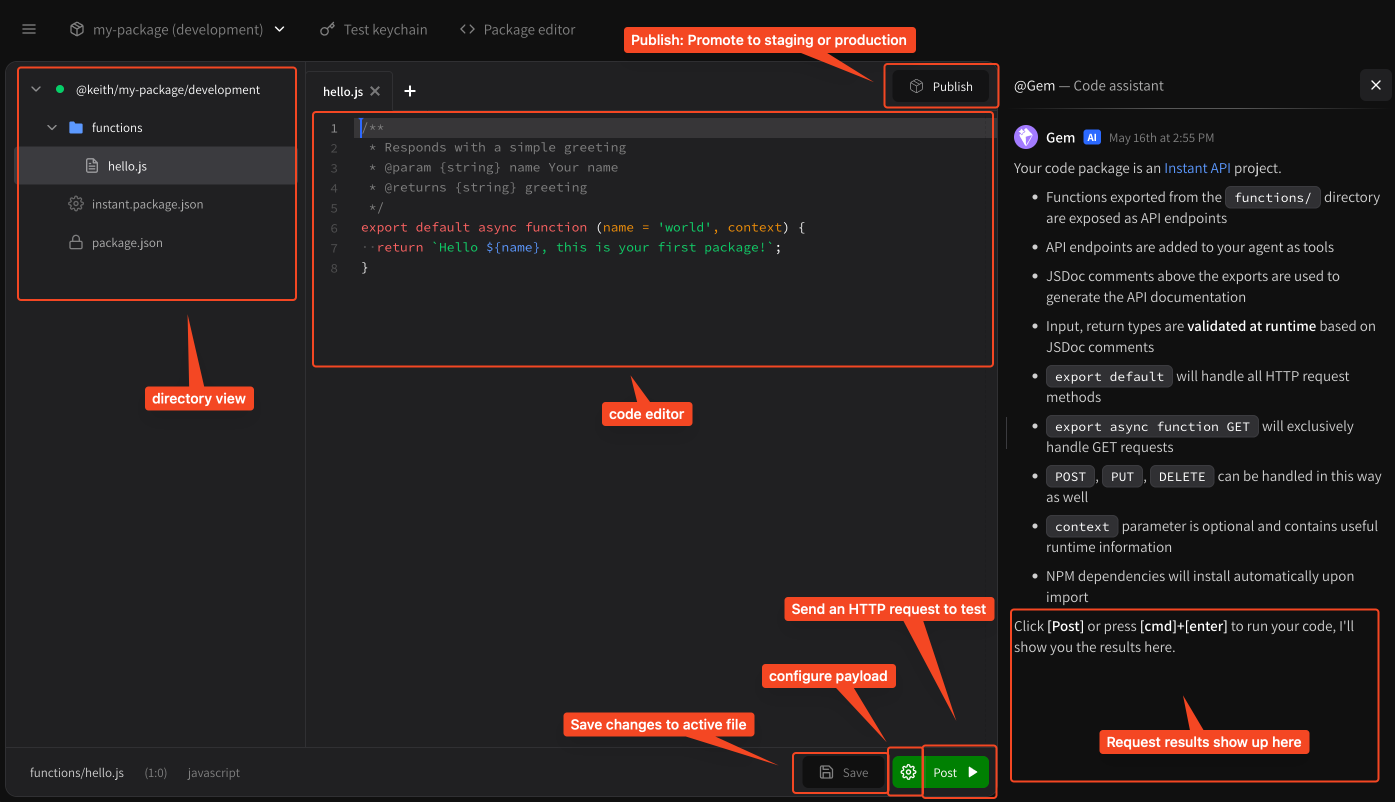 my-package (development)
Test keychain
Package editor
Publish: Promote to staging or production
@keith/my-package/development
functions
hello.js
instant.package.json
package.json
directory view
hello.js
Publish
1 /**
2  * Responds with a simple greeting
3  * @param {string} name Your name
4  * @returns {string} greeting
5  */
6 export default async function (name = 'world', context) {
7 ··return `Hello ${name}, this is your first package!`;
8 }
code editor
Send an HTTP request to test
configure payload
Save changes to active file
functions/hello.js (1:0) javascript
Save
Post
@Gem — Code assistant
Gem AI May 16th at 2:55 PM
Your code package is an Instant API project.
• Functions exported from the functions/ directory
are exposed as API endpoints
• API endpoints are added to your agent as tools
• JSDoc comments above the exports are used to
generate the API documentation
• Input, return types are validated at runtime based on
JSDoc comments
• export default will handle all HTTP request
methods
• export async function GET will exclusively
handle GET requests
• POST, PUT, DELETE can be handled in this way
as well
• context parameter is optional and contains useful
runtime information
• NPM dependencies will install automatically upon
import
Click [Post] or press [cmd]+[enter] to run your code, I'll
show you the results here.
Request results show up here